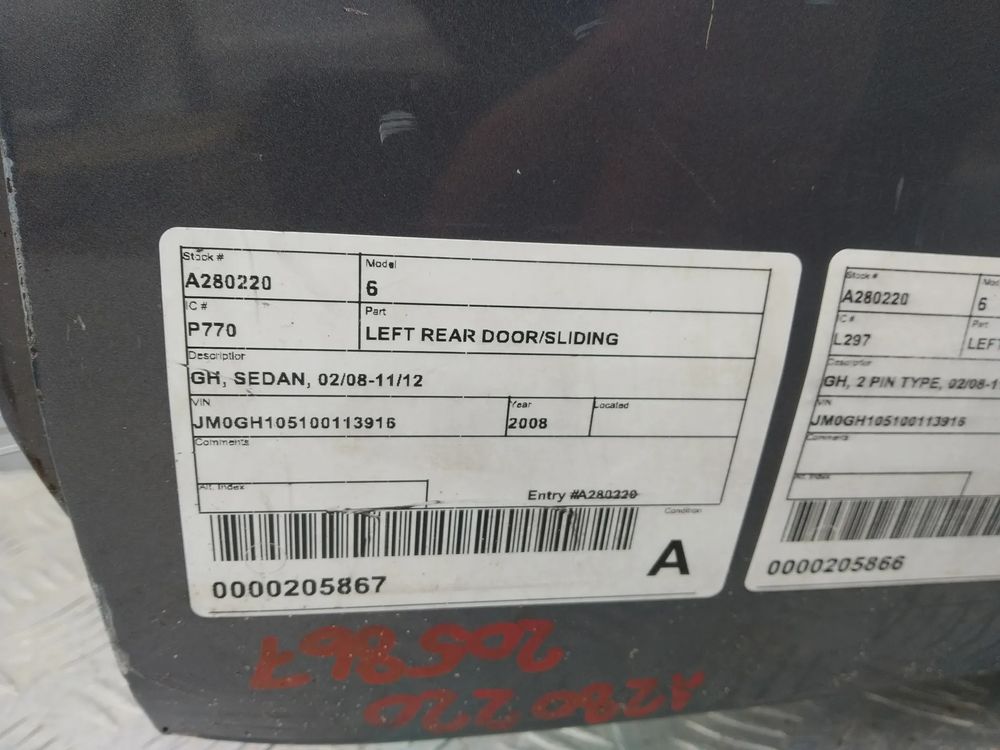 Stock #
A280220
Model
6
IC #
P770
Part
LEFT REAR DOOR/SLIDING
Description
GH, SEDAN, 02/08-11/12
VIN
JM0GH105100113916
Year
2008
Located
Comments
Alt. Index
Entry #A280220
Condition
A
0000205867
Stock #
A280220
6
IC #
L297
Part
Description
GH, 2 PIN TYPE, 02/08-1
VIN
JM0GH105100113916
Comments
Alt. Index
0000205866
205867
A280220